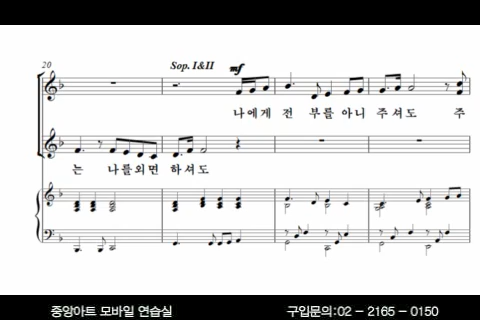 20
Sop. I&II
mf
나에게 전 부를 아니 주셔도 주
는 나를외면 하셔도
중앙아트 모바일 연습실 구입문의:02 - 2165 - 0150